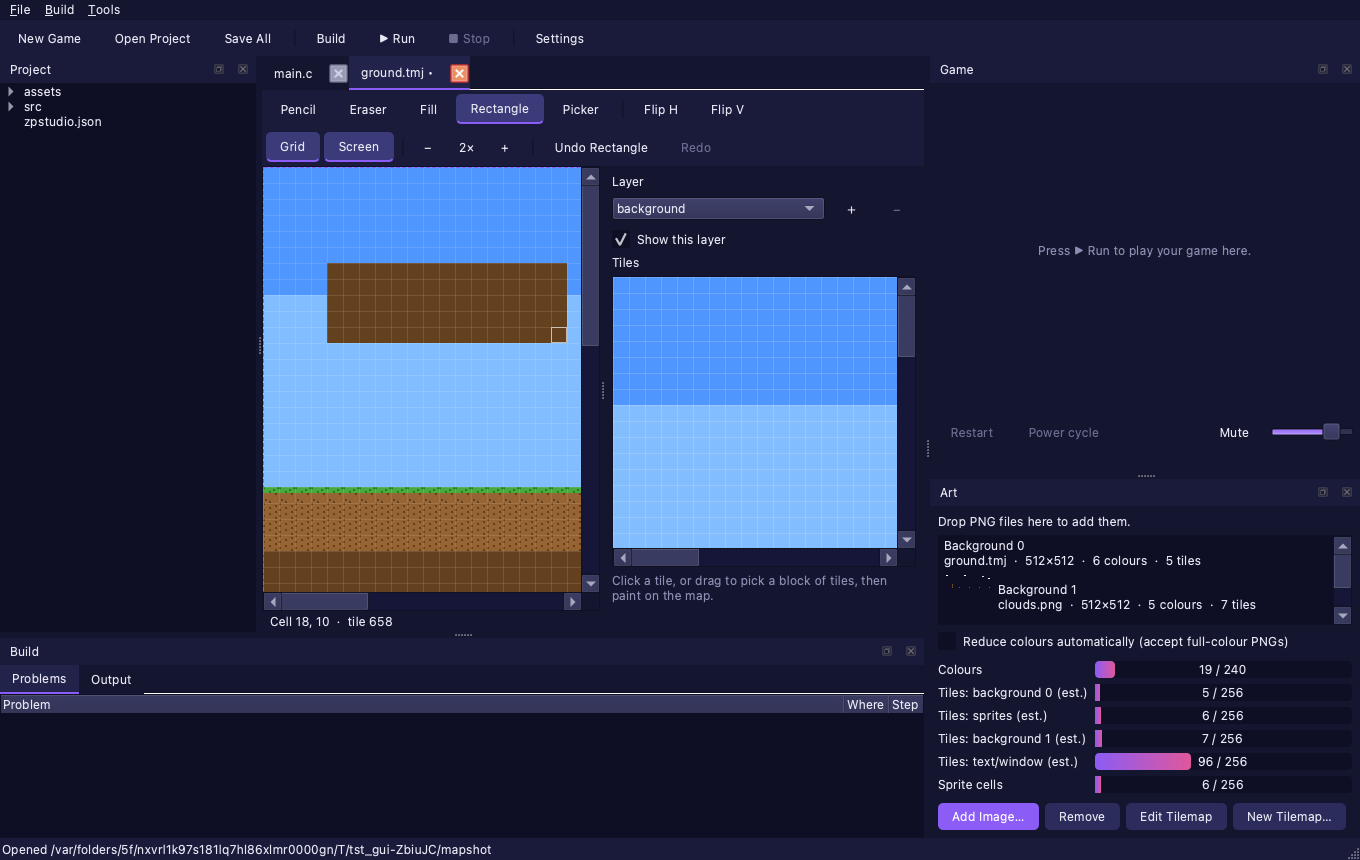 File Build Tools
New Game Open Project Save All Build Run Stop Settings
Project
assets
src
zpstudio.json
main.c ground.tmj •
Pencil Eraser Fill Rectangle Picker Flip H Flip V
Grid Screen − 2× + Undo Rectangle Redo
Layer
background + −
Show this layer
Tiles
Click a tile, or drag to pick a block of tiles, then
paint on the map.
Cell 18, 10 · tile 658
Game
Press ▶ Run to play your game here.
Restart Power cycle Mute
Art
Drop PNG files here to add them.
Background 0
ground.tmj · 512×512 · 6 colours · 5 tiles
Background 1
clouds.png · 512×512 · 5 colours · 7 tiles
Reduce colours automatically (accept full-colour PNGs)
Colours 19 / 240
Tiles: background 0 (est.) 5 / 256
Tiles: sprites (est.) 6 / 256
Tiles: background 1 (est.) 7 / 256
Tiles: text/window (est.) 96 / 256
Sprite cells 6 / 256
Add Image... Remove Edit Tilemap New Tilemap...
Build
Problems Output
Problem Where Step
Opened /var/folders/5f/nxvrl1k97s181lq7hl86xlmr0000gn/T/tst_gui-ZbiuJC/mapshot